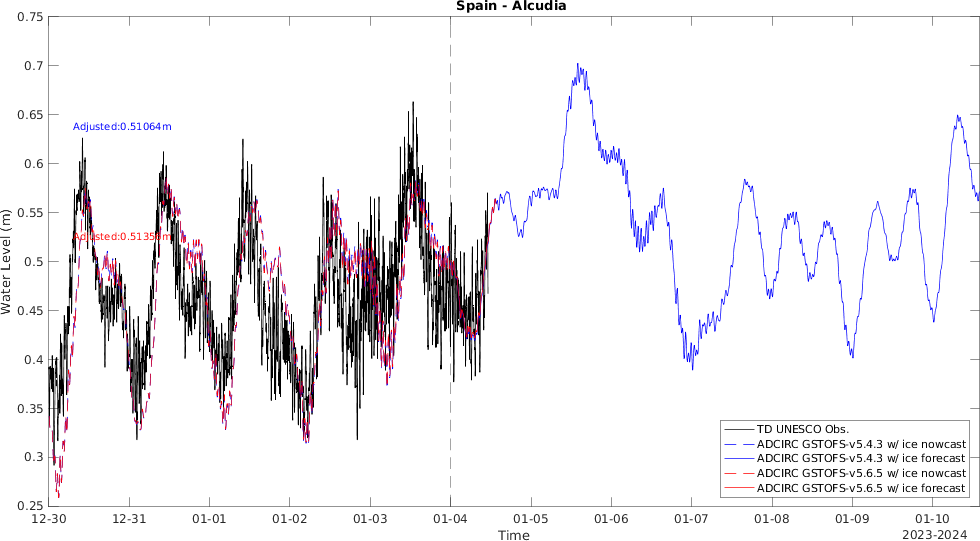 Spain - Alcudia
0.75
0.7
0.65
0.6
0.55
0.5
0.45
0.4
0.35
0.3
0.25
Water Level (m)
Adjusted:0.51064m
TD UNESCO Obs.
ADCIRC GSTOFS-v5.4.3 w/ ice nowcast
ADCIRC GSTOFS-v5.4.3 w/ ice forecast
ADCIRC GSTOFS-v5.6.5 w/ ice nowcast
ADCIRC GSTOFS-v5.6.5 w/ ice forecast
12-30 12-31 01-01 01-02 01-03 01-04 01-05 01-06 01-07 01-08 01-09 01-10
Time
2023-2024